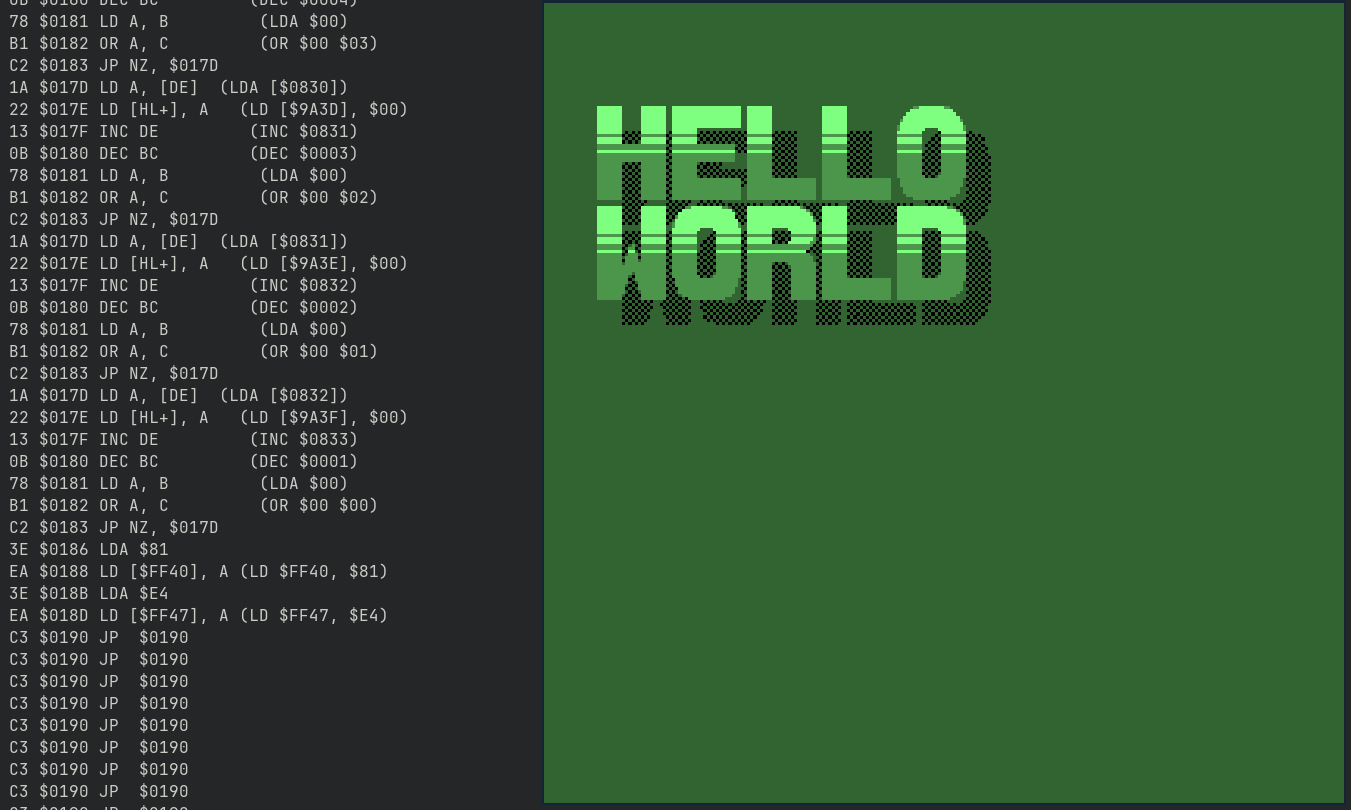 78 $0181 LD A, B (LDA $00)
B1 $0182 OR A, C (OR $00 $03)
C2 $0183 JP NZ, $017D
1A $017D LD A, [DE] (LDA [$0830])
22 $017E LD [HL+], A (LD [$9A3D], $00)
13 $017F INC DE (INC $0831)
0B $0180 DEC BC (DEC $0003)
78 $0181 LD A, B (LDA $00)
B1 $0182 OR A, C (OR $00 $02)
C2 $0183 JP NZ, $017D
1A $017D LD A, [DE] (LDA [$0831])
22 $017E LD [HL+], A (LD [$9A3E], $00)
13 $017F INC DE (INC $0832)
0B $0180 DEC BC (DEC $0002)
78 $0181 LD A, B (LDA $00)
B1 $0182 OR A, C (OR $00 $01)
C2 $0183 JP NZ, $017D
1A $017D LD A, [DE] (LDA [$0832])
22 $017E LD [HL+], A (LD [$9A3F], $00)
13 $017F INC DE (INC $0833)
0B $0180 DEC BC (DEC $0001)
78 $0181 LD A, B (LDA $00)
B1 $0182 OR A, C (OR $00 $00)
C2 $0183 JP NZ, $017D
3E $0186 LDA $81
EA $0188 LD [$FF40], A (LD $FF40, $81)
3E $018B LDA $E4
EA $018D LD [$FF47], A (LD $FF47, $E4)
C3 $0190 JP $0190
C3 $0190 JP $0190
C3 $0190 JP $0190
C3 $0190 JP $0190
C3 $0190 JP $0190
C3 $0190 JP $0190
C3 $0190 JP $0190
C3 $0190 JP $0190
HELLO
WORLD